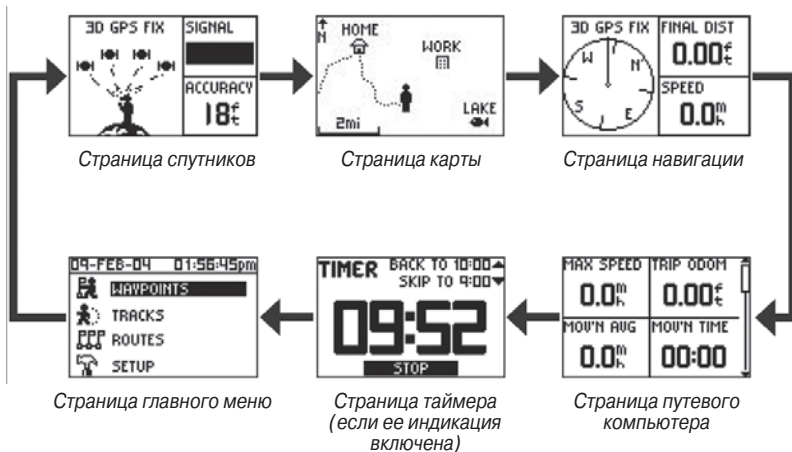 3D GPS FIX
SIGNAL
ACCURACY
18ft
Страница спутников
N
HOME
WORK
LAKE
2mi
Страница карты
3D GPS FIX
FINAL DIST
0.00ft
W
N
S
E
SPEED
0.0mh
Страница навигации
09-FEB-04 01:56:45pm
WAYPOINTS
TRACKS
ROUTES
SETUP
Страница главного меню
TIMER
BACK TO 10:00
SKIP TO 9:00
09:52
STOP
Страница таймера
(если ее индикация
включена)
MAX SPEED
TRIP ODOM
0.0mh
0.00ft
MOV'N AVG
MOV'N TIME
0.0mh
00:00
Страница путевого
компьютера